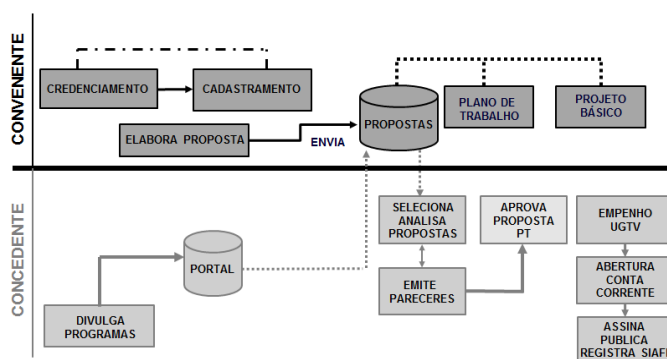 CONVENENTE
CREDENCIAMENTO
CADASTRAMENTO
ELABORA PROPOSTA
ENVIA
PROPOSTAS
PLANO DE
TRABALHO
PROJETO
BÁSICO
CONCEDENTE
DIVULGA
PROGRAMAS
PORTAL
SELECIONA
ANALISA
PROPOSTAS
EMITE
PARECERES
APROVA
PROPOSTA
PT
EMPENHO
UGTV
ABERTURA
CONTA
CORRENTE
ASSINA
PUBLICA
REGISTRA SIAFI